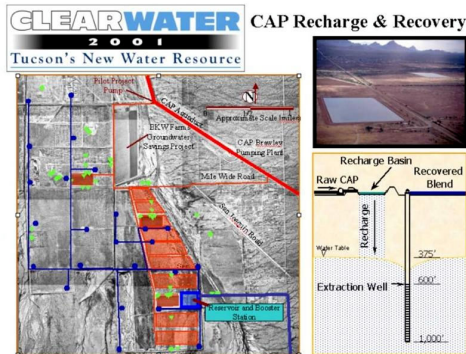 CLEARWATER
2001
Tucson's New Water Resource
CAP Recharge & Recovery
Pilot Project
Pump
CAP Aqueduct
N
Approximate Scale (miles)
BKW Farms
Groundwater
Savings Project
CAP Brawley
Pumping Plant
Mile Wide Road
San Joaquin Road
Reservoir and Booster
Station
Recharge Basin
Raw CAP
Recovered
Blend
Recharge
Water Table
375'
600'
Extraction Well
1,000'